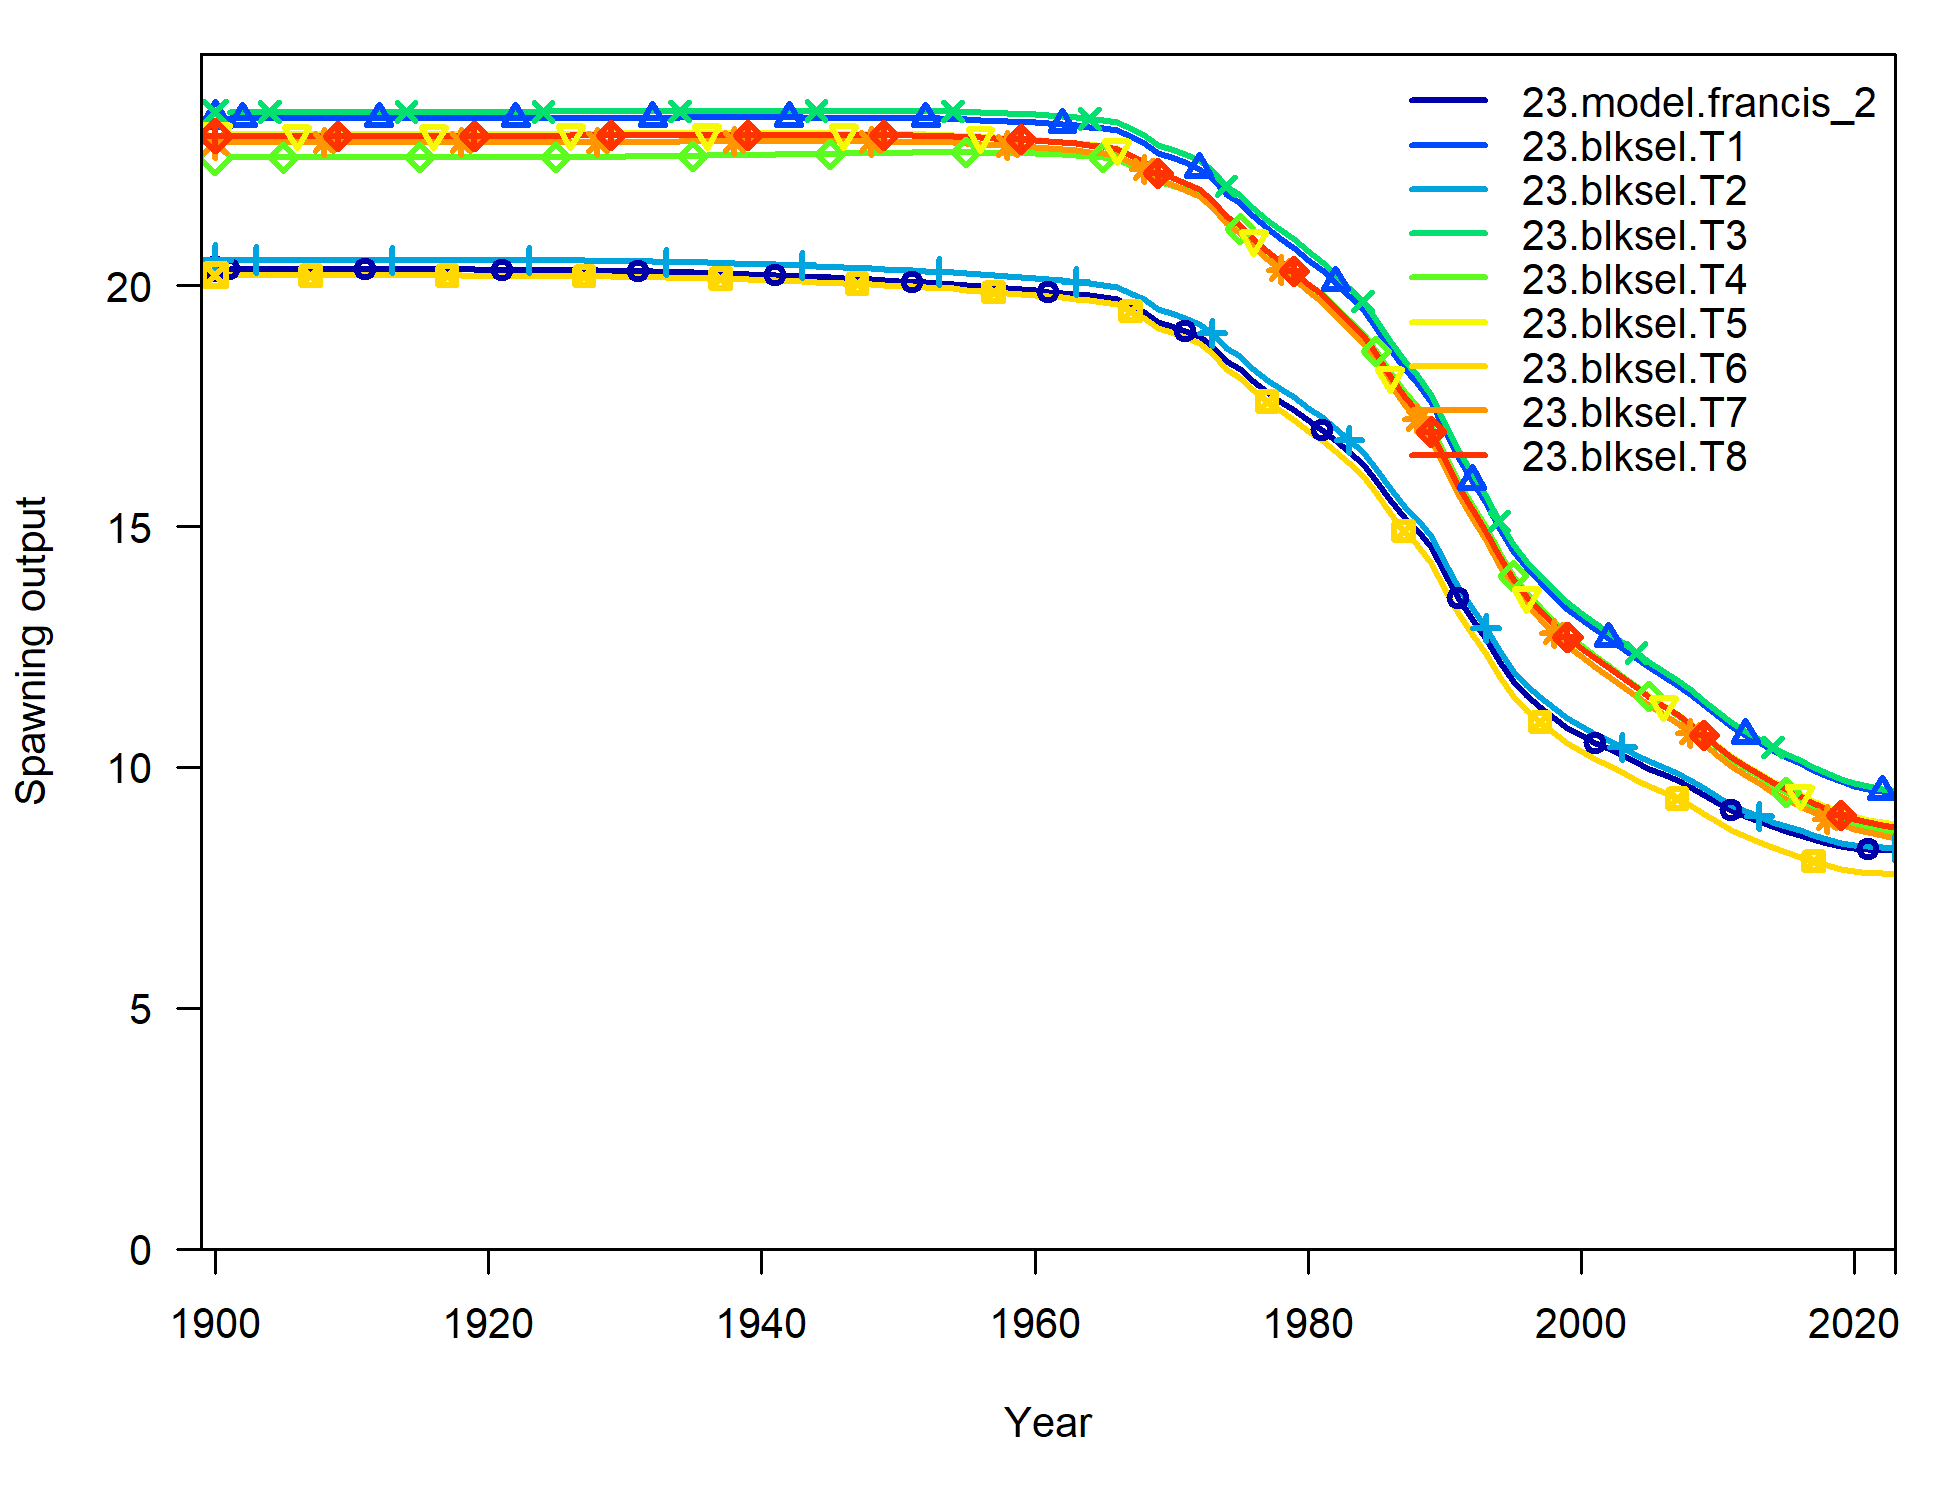 23.model.francis_2
23.blksel.T1
23.blksel.T2
23.blksel.T3
23.blksel.T4
23.blksel.T5
23.blksel.T6
23.blksel.T7
23.blksel.T8
Spawning output
20
15
10
5
0
1900 1920 1940 1960 1980 2000 2020
Year